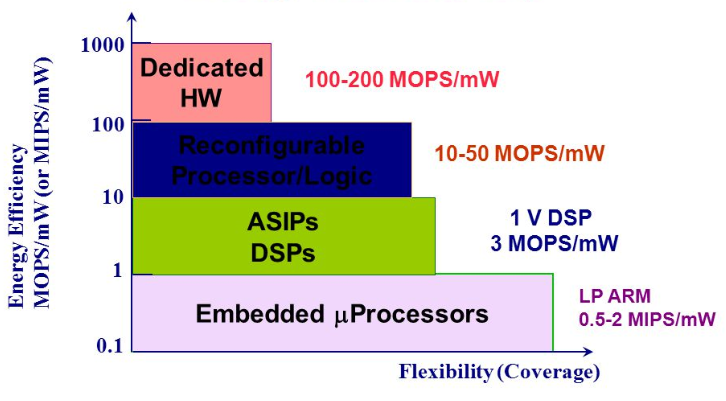 1000
100
10
1
0.1
Energy Efficiency
MOPS/mW (or MIPS/mW)
Dedicated
HW
100-200 MOPS/mW
Reconfigurable
Processor/Logic
10-50 MOPS/mW
ASIPs
DSPs
1 V DSP
3 MOPS/mW
Embedded μProcessors
LP ARM
0.5-2 MIPS/mW
Flexibility (Coverage)